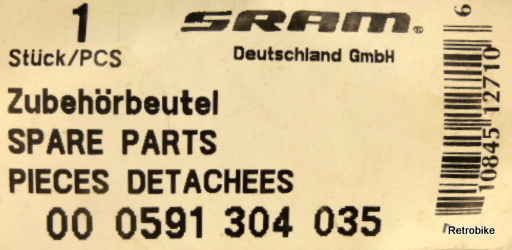 1
Stück/PCS
SRAM®
Deutschland GmbH
Zubehörbeutel
SPARE PARTS
PIECES DETACHEES
00 0591 304 035
10845 12710
6
Retrobike